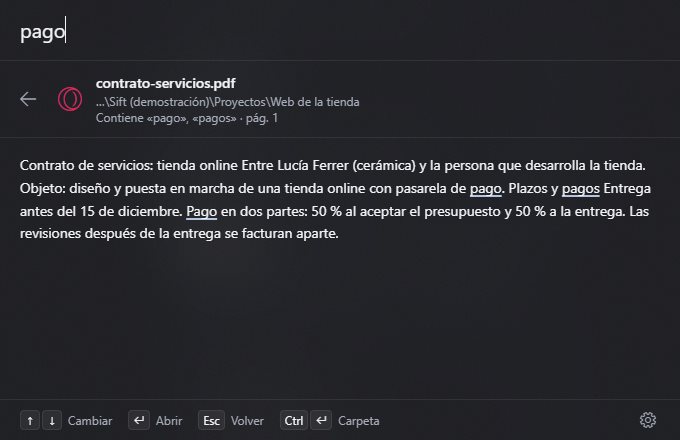 pago
contrato-servicios.pdf
...\Sift (demostración)\Proyectos\Web de la tienda
Contiene «pago», «pagos» · pág. 1
Contrato de servicios: tienda online Entre Lucía Ferrer (cerámica) y la persona que desarrolla la tienda.
Objeto: diseño y puesta en marcha de una tienda online con pasarela de pago. Plazos y pagos Entrega
antes del 15 de diciembre. Pago en dos partes: 50 % al aceptar el presupuesto y 50 % a la entrega. Las
revisiones después de la entrega se facturan aparte.
↑ ↓ Cambiar ↵ Abrir Esc Volver Ctrl ↵ Carpeta